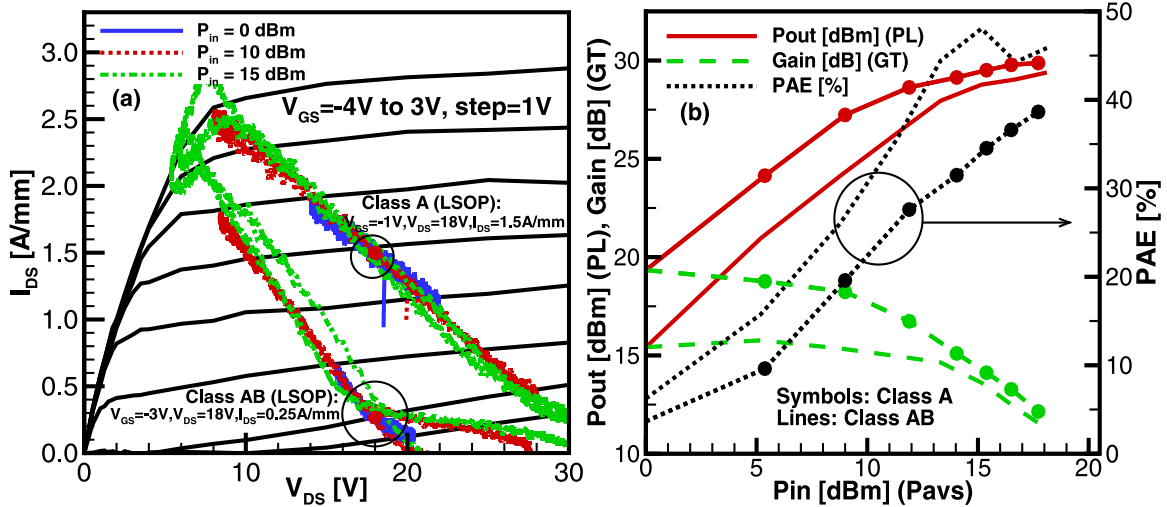 3.0
2.5
2.0
1.5
1.0
0.5
0.0
I_DS [A/mm]
P_in = 0 dBm
P_in = 10 dBm
P_in = 15 dBm
(a)
V_GS=-4V to 3V, step=1V
Class A (LSOP):
V_GS=-1V,V_DS=18V,I_DS=1.5A/mm
Class AB (LSOP):
V_GS=-3V,V_DS=18V,I_DS=0.25A/mm
0 10 20 30
V_DS [V]
30
25
20
15
10
Pout [dBm] (PL), Gain [dB] (GT)
Pout [dBm] (PL)
Gain [dB] (GT)
PAE [%]
(b)
Symbols: Class A
Lines: Class AB
0 5 10 15 20
Pin [dBm] (Pavs)
50
40
30
20
10
0
PAE [%]